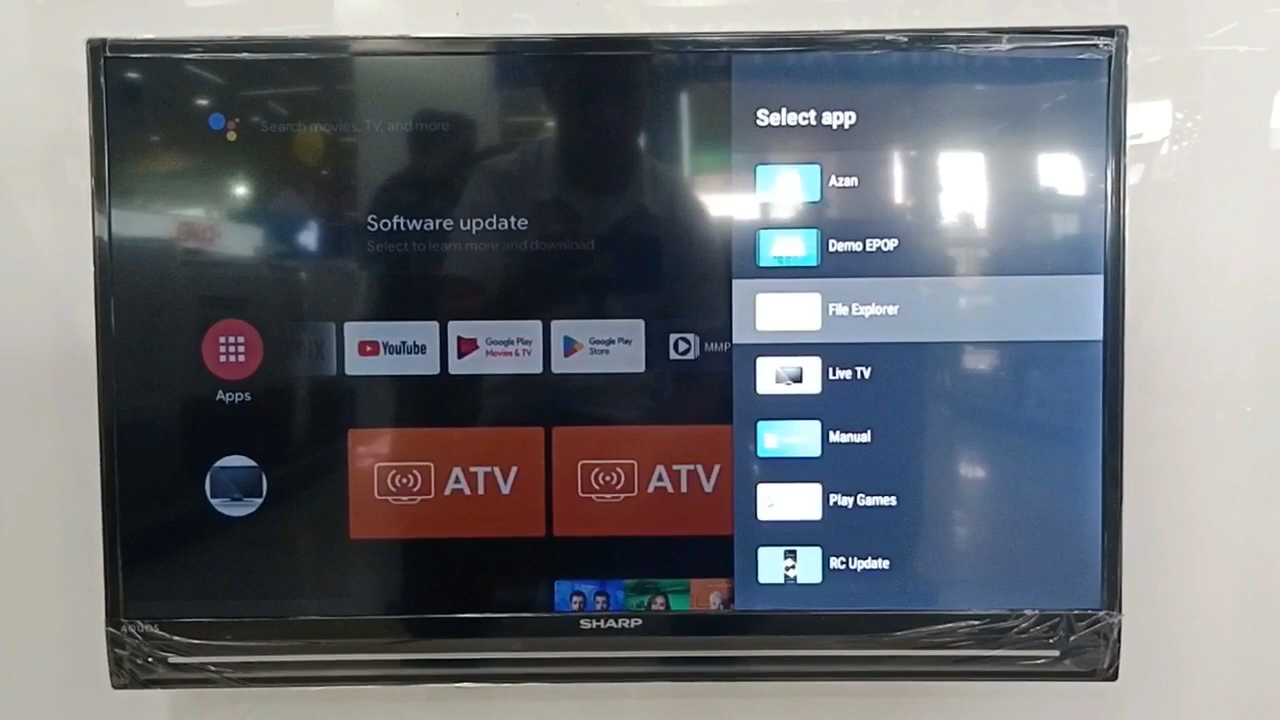 Search movies, TV, and more
Software update
Select to learn more and download
YouTube
Google Play
Movies & TV
Google Play
Store
MMP
Apps
ATV
ATV
Select app
Azan
Demo EPOP
File Explorer
Live TV
Manual
Play Games
RC Update
AQUOS
SHARP